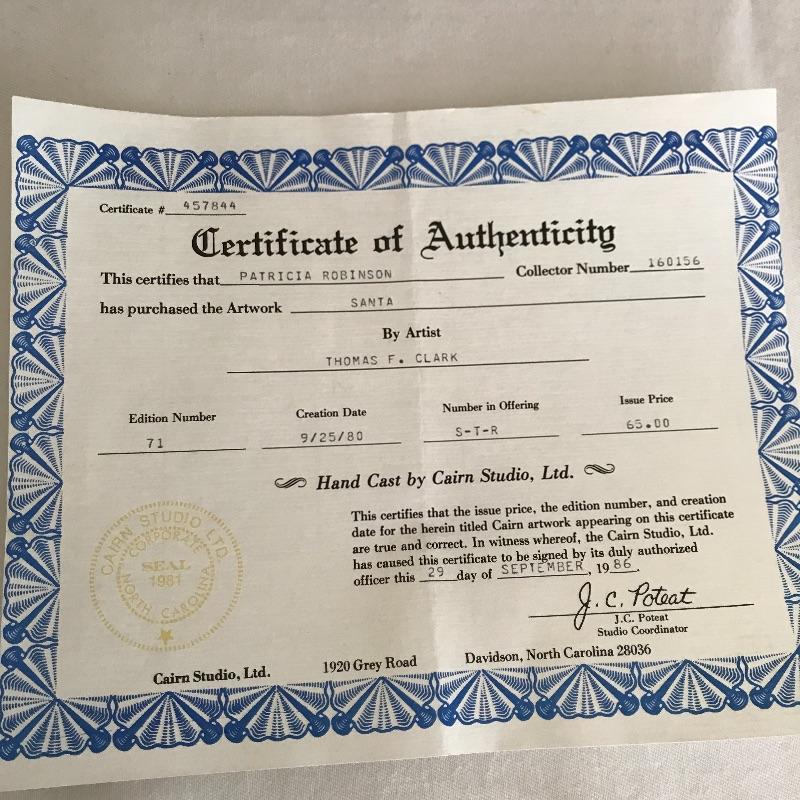 Certificate # 457844
Certificate of Authenticity
This certifies that PATRICIA ROBINSON Collector Number 160156
has purchased the Artwork SANTA
By Artist
THOMAS F. CLARK
Edition Number Creation Date Number in Offering Issue Price
71 9/25/80 S-T-R 65.00
Hand Cast by Cairn Studio, Ltd.
This certifies that the issue price, the edition number, and creation
date for the herein titled Cairn artwork appearing on this certificate
are true and correct. In witness whereof, the Cairn Studio, Ltd.
has caused this certificate to be signed by its duly authorized
officer this 29 day of SEPTEMBER, 1986.
CAIRN STUDIO LTD.
CORPORATE
SEAL
1981
NORTH CAROLINA
J. C. Poteat
J.C. Poteat
Studio Coordinator
Cairn Studio, Ltd. 1920 Grey Road Davidson, North Carolina 28036